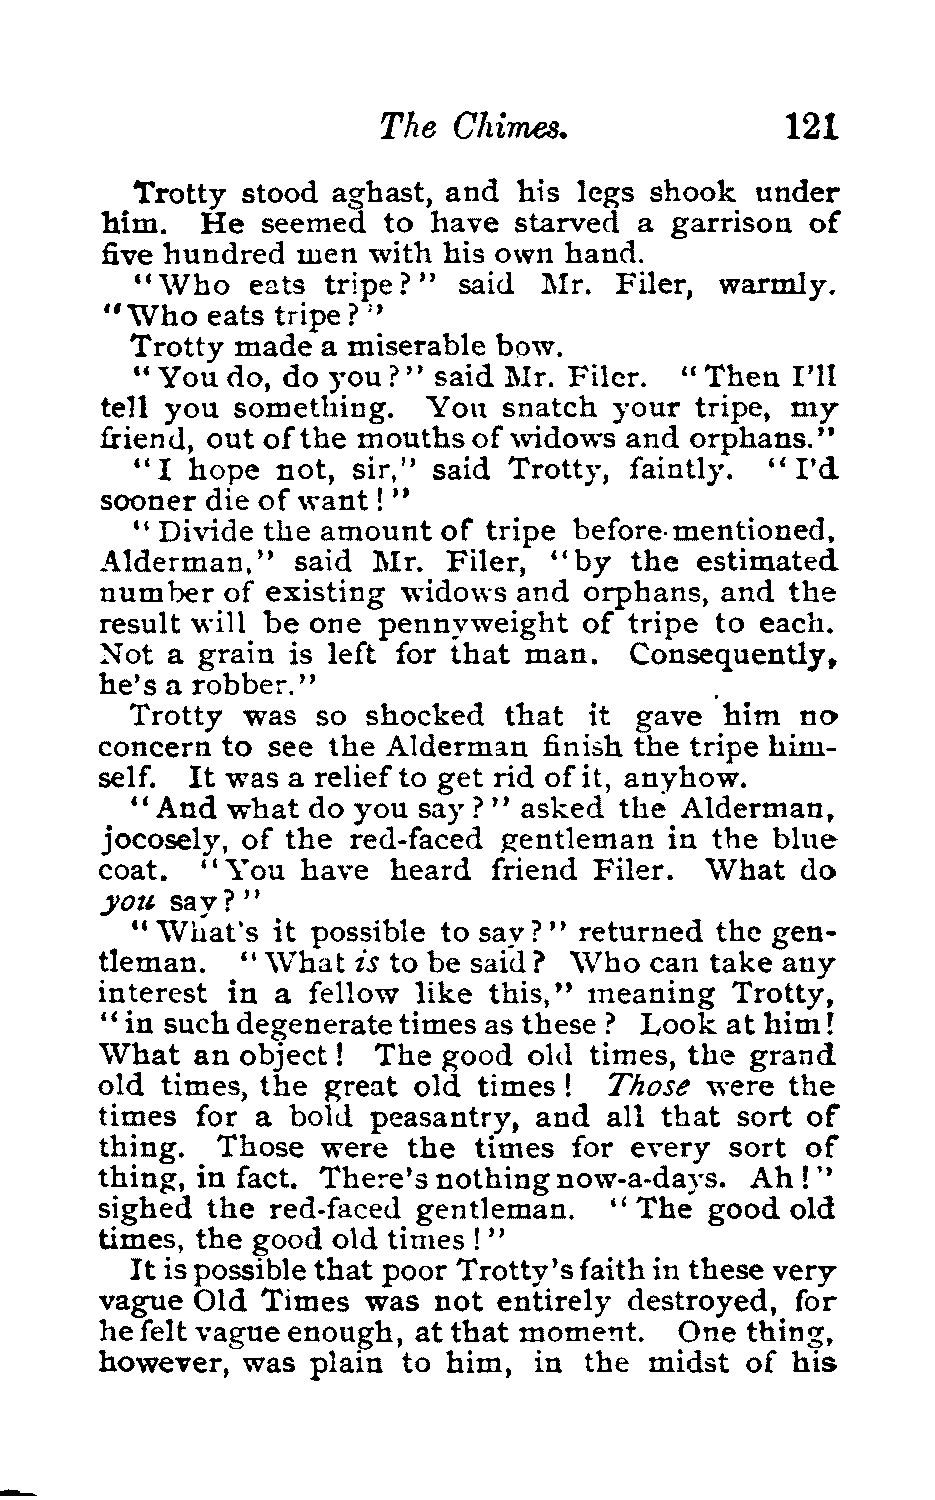 The Chimes. 121
Trotty stood aghast, and his legs shook under
him. He seemed to have starved a garrison of
five hundred men with his own hand.
"Who eats tripe?" said Mr. Filer, warmly.
"Who eats tripe?"
Trotty made a miserable bow.
"You do, do you?" said Mr. Filer. "Then I'll
tell you something. You snatch your tripe, my
friend, out of the mouths of widows and orphans."
"I hope not, sir," said Trotty, faintly. "I'd
sooner die of want!"
"Divide the amount of tripe before-mentioned,
Alderman," said Mr. Filer, "by the estimated
number of existing widows and orphans, and the
result will be one pennyweight of tripe to each.
Not a grain is left for that man. Consequently,
he's a robber."
Trotty was so shocked that it gave him no
concern to see the Alderman finish the tripe him-
self. It was a relief to get rid of it, anyhow.
"And what do you say?" asked the Alderman,
jocosely, of the red-faced gentleman in the blue
coat. "You have heard friend Filer. What do
you say?"
"What's it possible to say?" returned the gen-
tleman. "What is to be said? Who can take any
interest in a fellow like this," meaning Trotty,
"in such degenerate times as these? Look at him!
What an object! The good old times, the grand
old times, the great old times! Those were the
times for a bold peasantry, and all that sort of
thing. Those were the times for every sort of
thing, in fact. There's nothing now-a-days. Ah!"
sighed the red-faced gentleman. "The good old
times, the good old times!"
It is possible that poor Trotty's faith in these very
vague Old Times was not entirely destroyed, for
he felt vague enough, at that moment. One thing,
however, was plain to him, in the midst of his